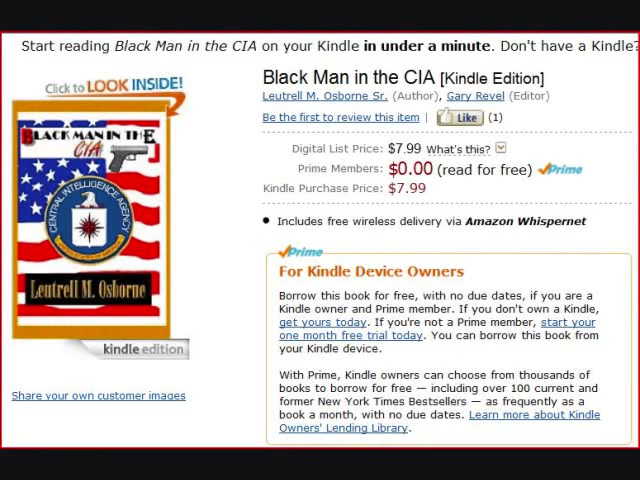 Start reading Black Man in the CIA on your Kindle in under a minute. Don't have a Kindle?
Click to LOOK INSIDE!
BLACK MAN IN THE
CIA
CENTRAL INTELLIGENCE AGENCY
UNITED STATES OF AMERICA
Leutrell M. Osborne
kindle edition
Share your own customer images
Black Man in the CIA [Kindle Edition]
Leutrell M. Osborne Sr. (Author), Gary Revel (Editor)
Be the first to review this item | Like (1)
Digital List Price: $7.99 What's this?
Prime Members: $0.00 (read for free) Prime
Kindle Purchase Price: $7.99
• Includes free wireless delivery via Amazon Whispernet
Prime
For Kindle Device Owners
Borrow this book for free, with no due dates, if you are a
Kindle owner and Prime member. If you don't own a Kindle,
get yours today. If you're not a Prime member, start your
one month free trial today. You can borrow this book from
your Kindle device.
With Prime, Kindle owners can choose from thousands of
books to borrow for free — including over 100 current and
former New York Times Bestsellers — as frequently as a
book a month, with no due dates. Learn more about Kindle
Owners' Lending Library.